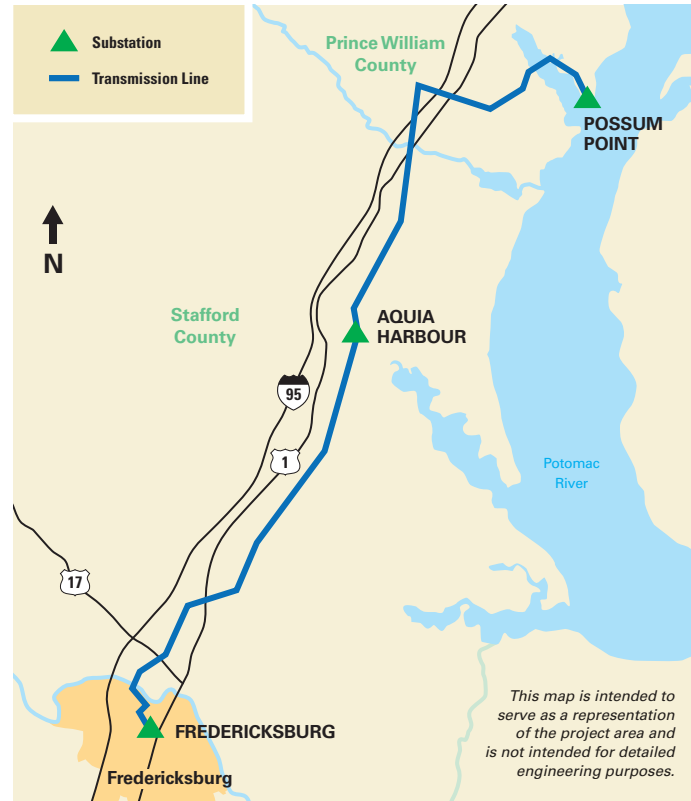 Substation
Transmission Line
Prince William
County
POSSUM
POINT
N
Stafford
County
AQUIA
HARBOUR
95
1
Potomac
River
17
This map is intended to
serve as a representation
of the project area and
is not intended for detailed
engineering purposes.
FREDERICKSBURG
Fredericksburg